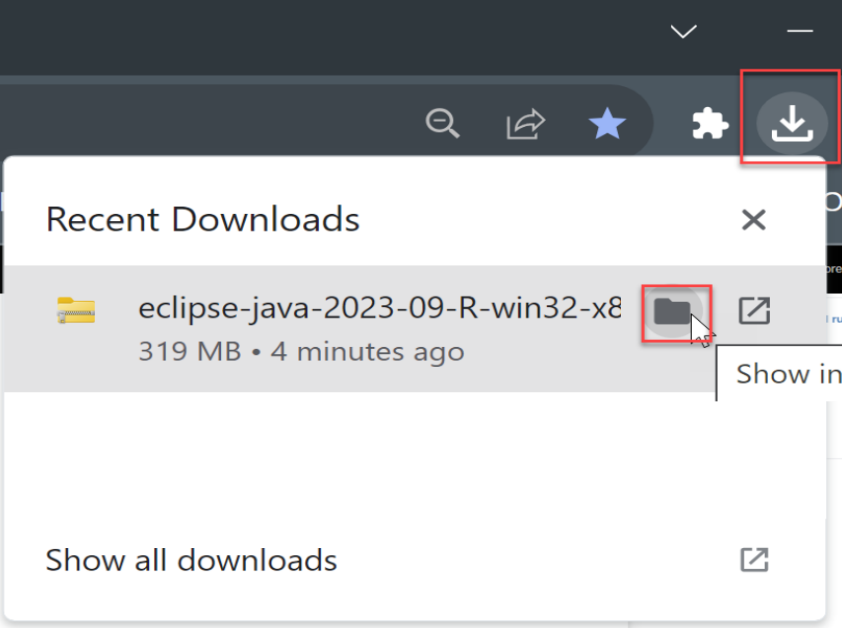 Recent Downloads
eclipse-java-2023-09-R-win32-x8
319 MB • 4 minutes ago
Show in
Show all downloads